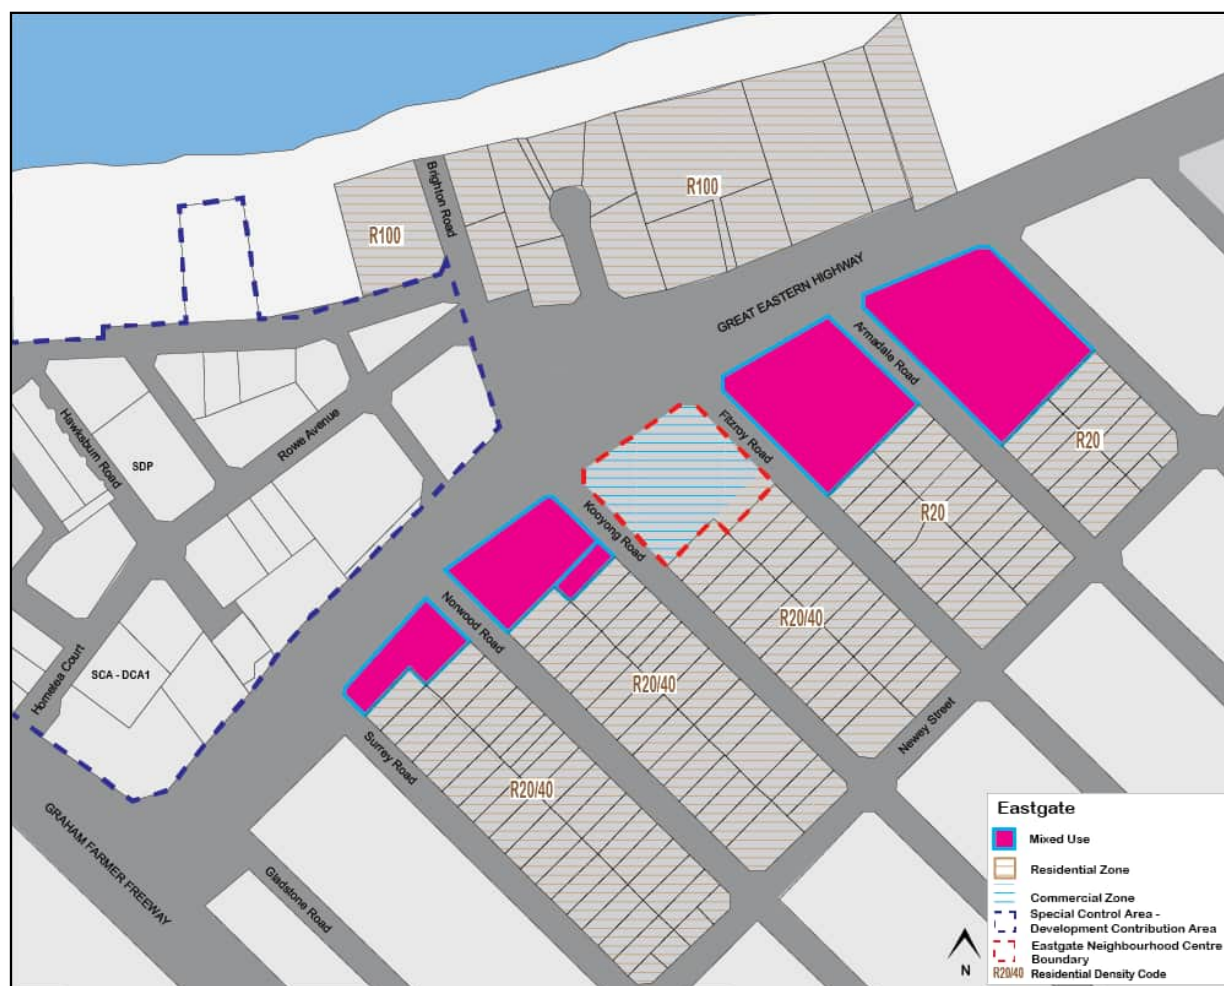 Brighton Road
R100
R100
GREAT EASTERN HIGHWAY
Armadale Road
Hawksburn Road
SDP
Rowe Avenue
Fitzroy Road
R20
R20
Kooyong Road
Norwood Road
R20/40
R20/40
Homelea Court
SCA - DCA1
Newey Street
Surrey Road
R20/40
GRAHAM FARMER FREEWAY
Gladstone Road
Eastgate
Mixed Use
Residential Zone
Commercial Zone
Special Control Area -
Development Contribution Area
Eastgate Neighbourhood Centre
Boundary
R20/40 Residential Density Code
N